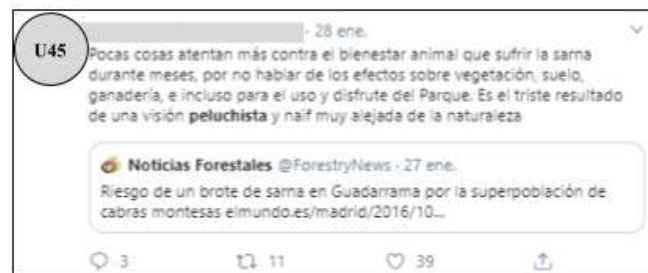 U45
- 28 ene.
Pocas cosas atentan más contra el bienestar animal que sufrir la sarna
durante meses, por no hablar de los efectos sobre vegetación, suelo,
ganadería, e incluso para el uso y disfrute del Parque. Es el triste resultado
de una visión peluchista y naif muy alejada de la naturaleza
Noticias Forestales @ForestryNews - 27 ene.
Riesgo de un brote de sarna en Guadarrama por la superpoblación de
cabras montesas elmundo.es/madrid/2016/10...
3 11 39